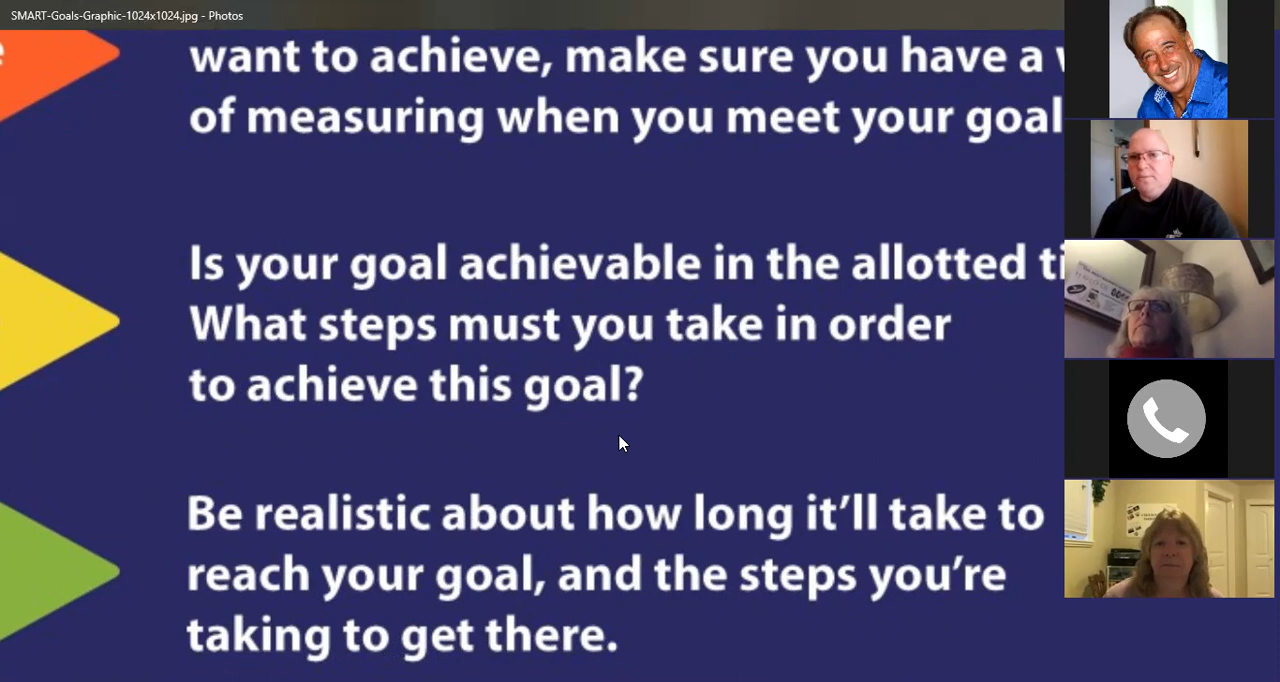 SMART-Goals-Graphic-1024x1024.jpg - Photos
want to achieve, make sure you have a
of measuring when you meet your goal
Is your goal achievable in the allotted
What steps must you take in order
to achieve this goal?
Be realistic about how long it’ll take to
reach your goal, and the steps you’re
taking to get there.